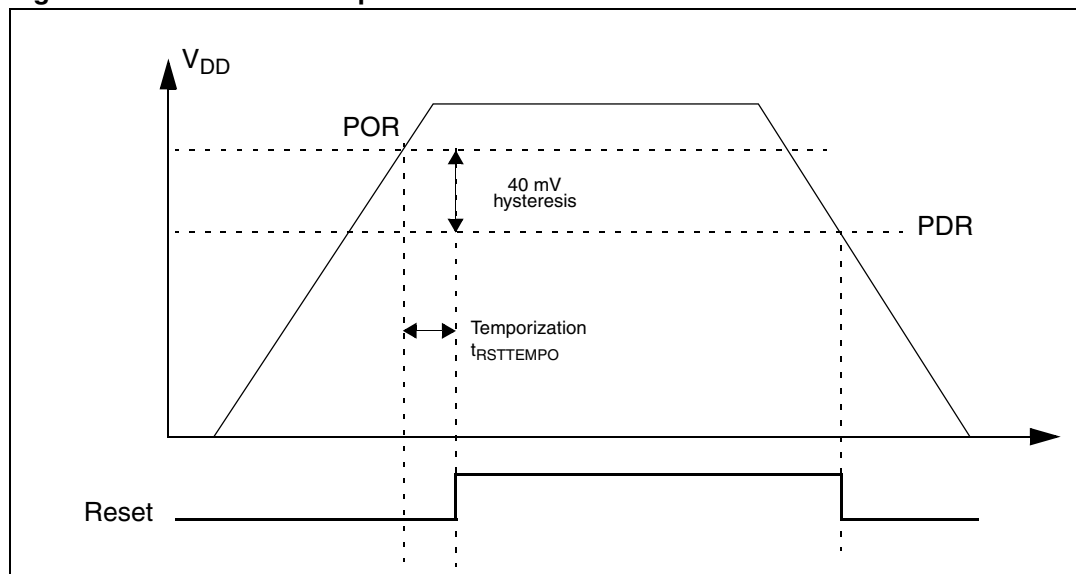 VDD
POR
40 mV
hysteresis
PDR
Temporization
tRSTTEMPO
Reset